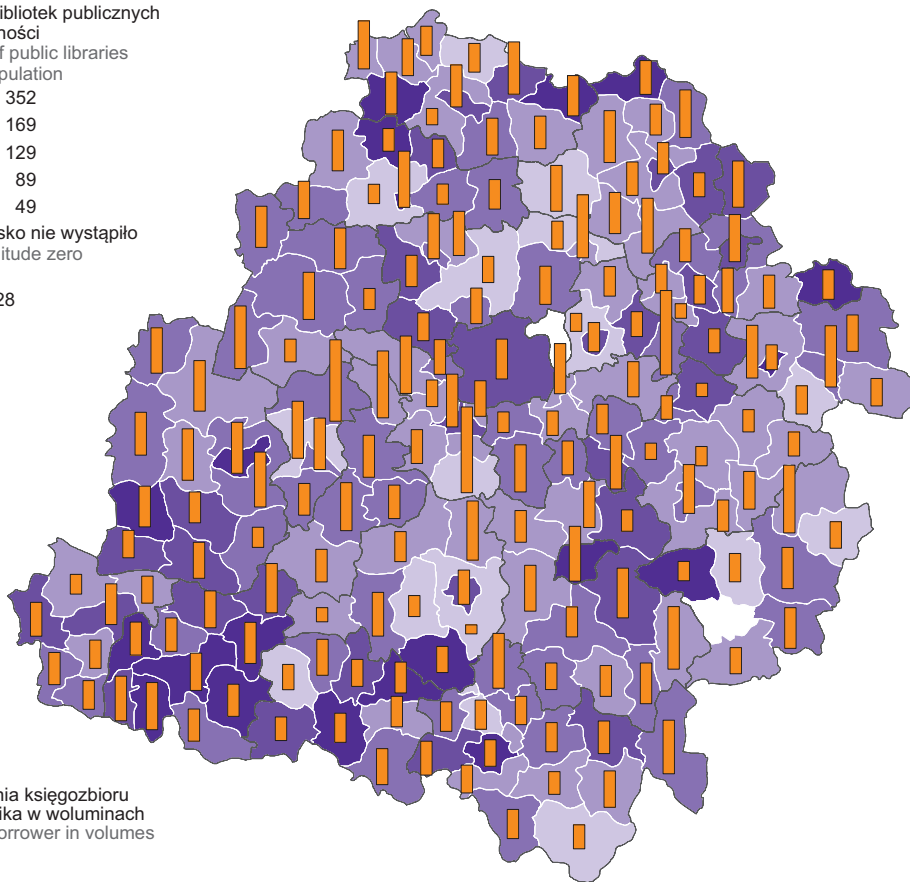 bibliotek publicznych
ności
f public libraries
pulation
352
169
129
89
49
sko nie wystąpiło
itude zero
28
nia księgozbioru
ika w woluminach
orrower in volumes